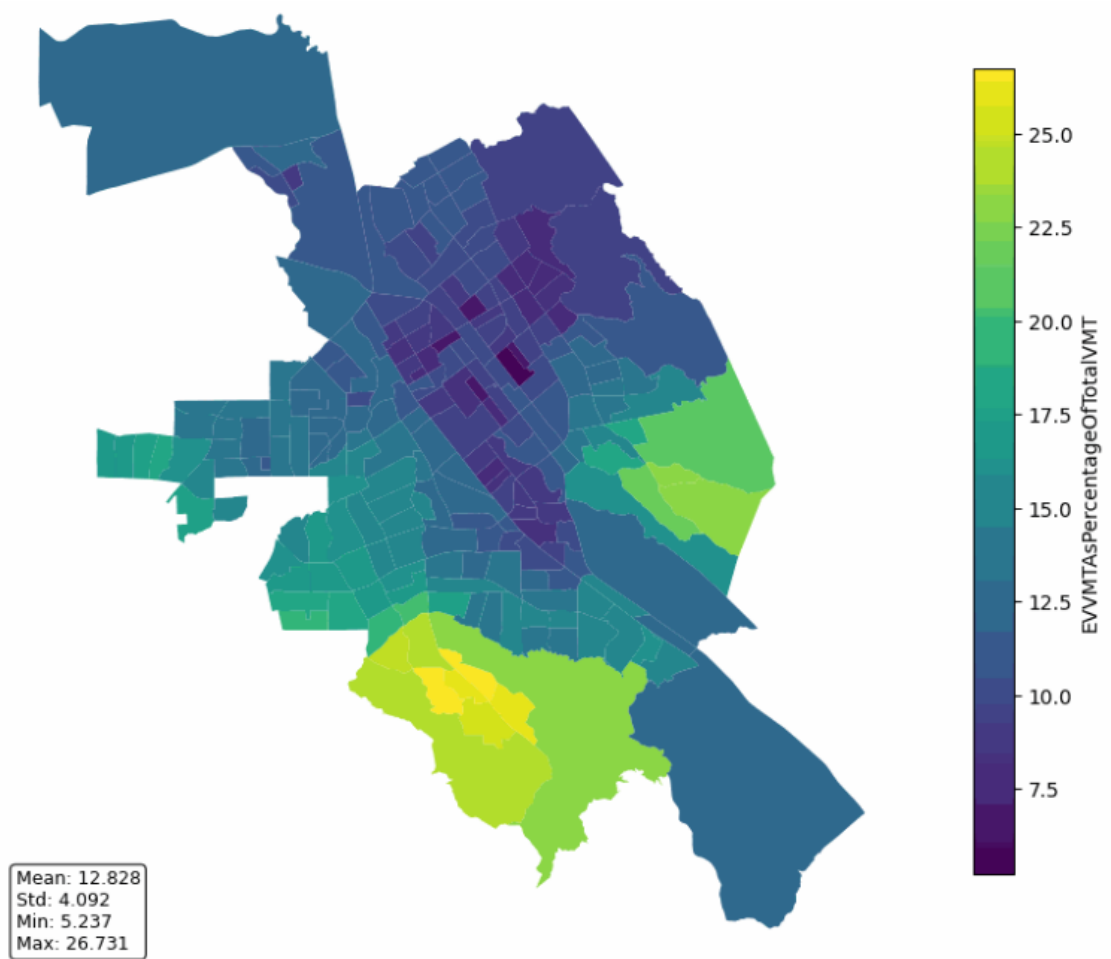 25.0
22.5
20.0
17.5
15.0
12.5
10.0
7.5
EVVMTAsPercentageOfTotalVMT
Mean: 12.828
Std: 4.092
Min: 5.237
Max: 26.731